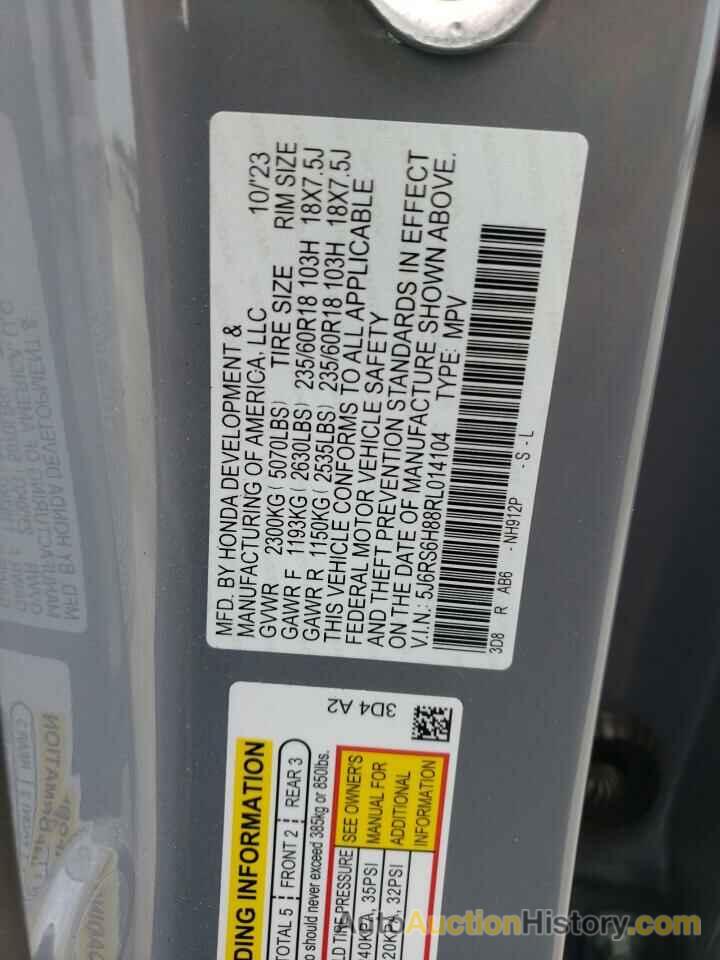 MFD. BY HONDA DEVELOPMENT &
MANUFACTURING OF AMERICA, LLC 10/'23
GVWR 2300KG ( 5070LBS) TIRE SIZE RIM SIZE
GAWR F 1193KG ( 2630LBS) 235/60R18 103H 18X7.5J
GAWR R 1150KG ( 2535LBS) 235/60R18 103H 18X7.5J
THIS VEHICLE CONFORMS TO ALL APPLICABLE
FEDERAL MOTOR VEHICLE SAFETY
AND THEFT PREVENTION STANDARDS IN EFFECT
ON THE DATE OF MANUFACTURE SHOWN ABOVE.
V.I.N.: 5J6RS6H88RL014104 TYPE: MPV
3D8 R AB6 -NH912P -S-L
3D4 A2
INFORMATION
TOTAL 5 FRONT 2 REAR 3
should never exceed 385kg or 850lbs.
TIRE PRESSURE
35PSI
32PSI
SEE OWNER'S
MANUAL FOR
ADDITIONAL
INFORMATION
AutoAuctionHistory.com